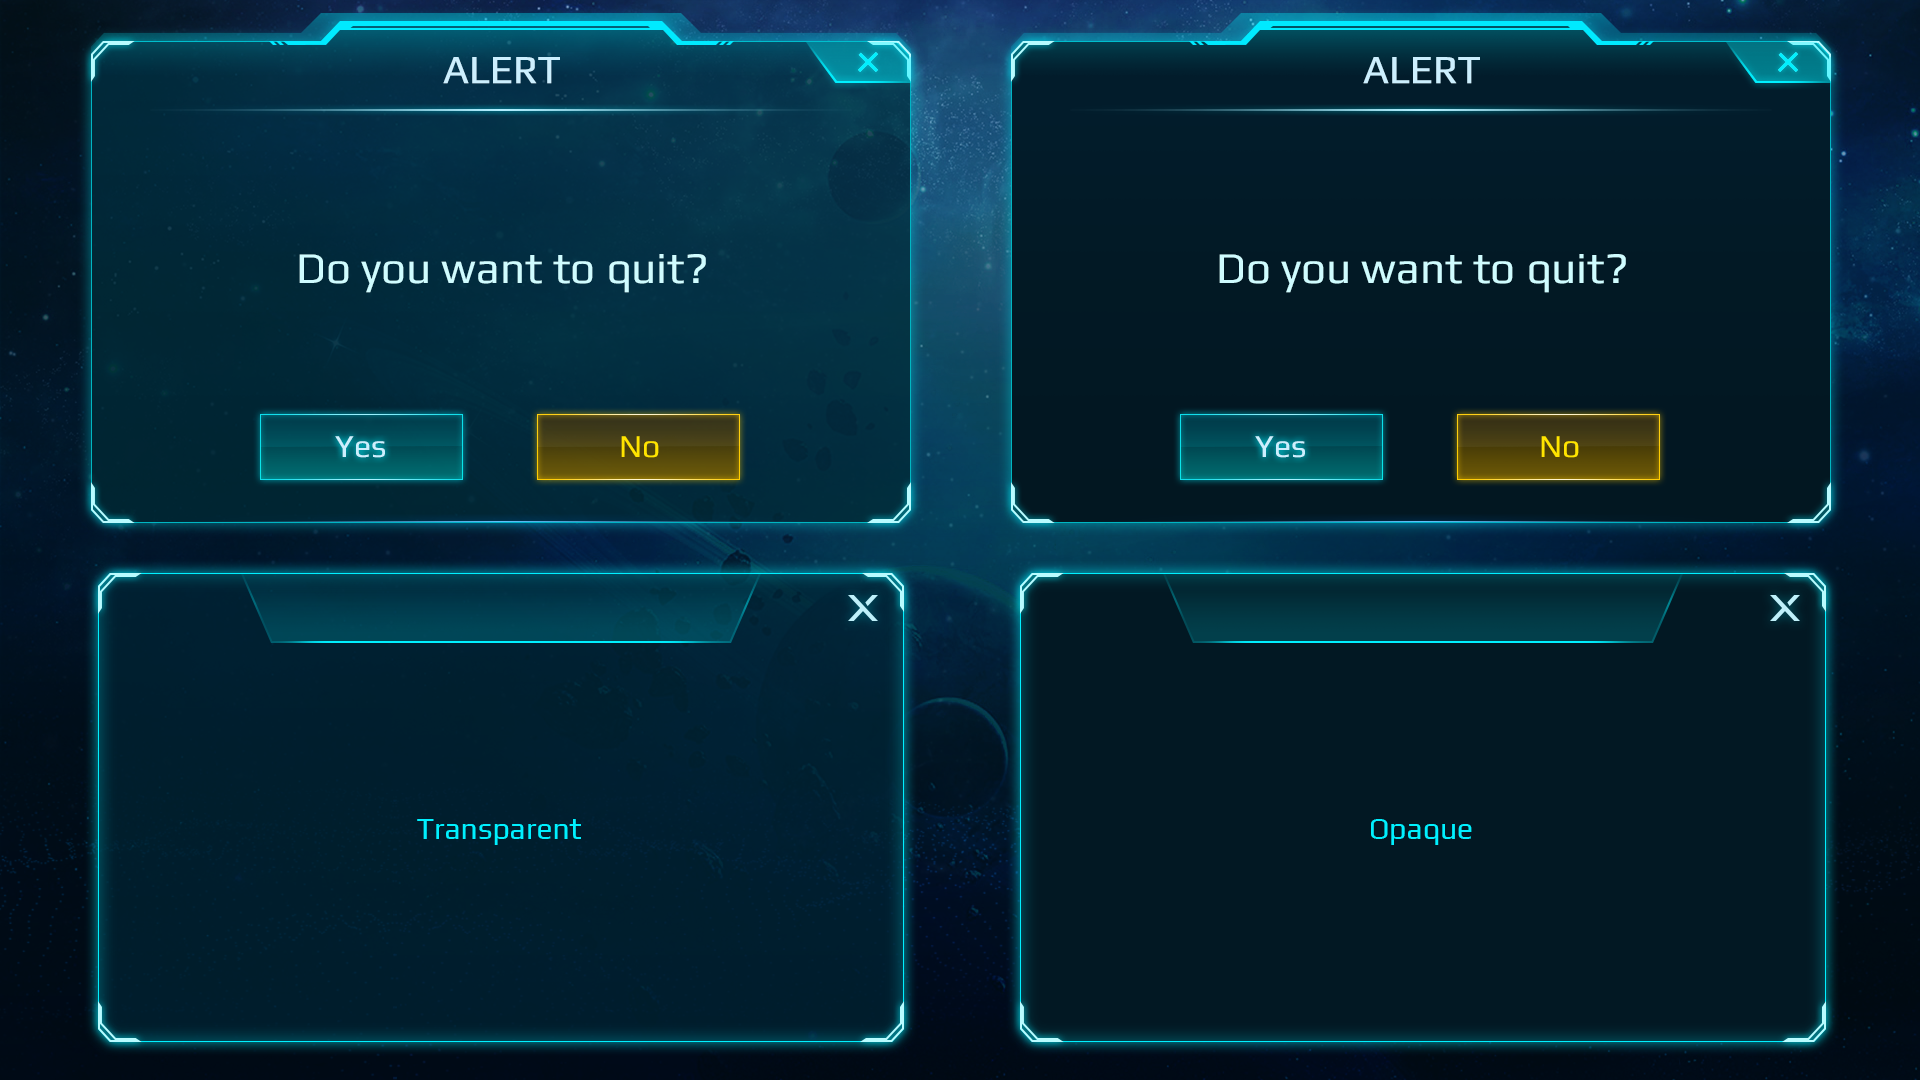 ALERT
Do you want to quit?
Yes
No
ALERT
Do you want to quit?
Yes
No
Transparent
Opaque